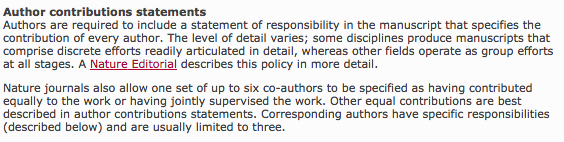 Author contributions statements
Authors are required to include a statement of responsibility in the manuscript that specifies the
contribution of every author. The level of detail varies; some disciplines produce manuscripts that
comprise discrete efforts readily articulated in detail, whereas other fields operate as group efforts
at all stages. A Nature Editorial describes this policy in more detail.
Nature journals also allow one set of up to six co-authors to be specified as having contributed
equally to the work or having jointly supervised the work. Other equal contributions are best
described in author contributions statements. Corresponding authors have specific responsibilities
(described below) and are usually limited to three.